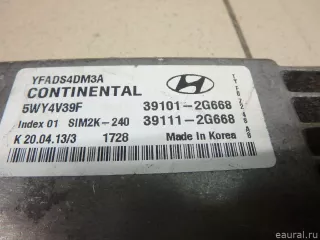 YFADS4DM3A
CONTINENTAL
5WY4V39F 39101-2G668
Index 01 SIM2K-240 39111-2G668
K 20.04.13/3 1728 Made in Korea
eaural.ru